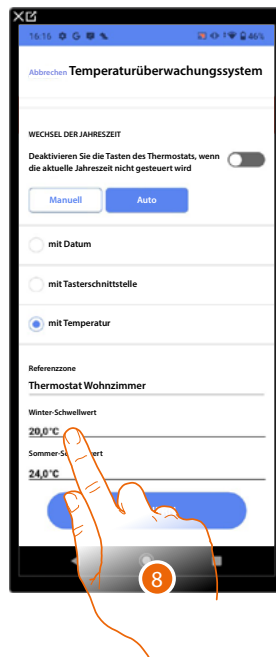 16:16
46%
Abbrechen Temperaturüberwachungssystem
WECHSEL DER JAHRESZEIT
Deaktivieren Sie die Tasten des Thermostats, wenn
die aktuelle Jahreszeit nicht gesteuert wird
Manuell Auto
mit Datum
mit Tasterschnittstelle
mit Temperatur
Referenzzone
Thermostat Wohnzimmer
Winter-Schwellwert
20,0°C
24,0°C
8